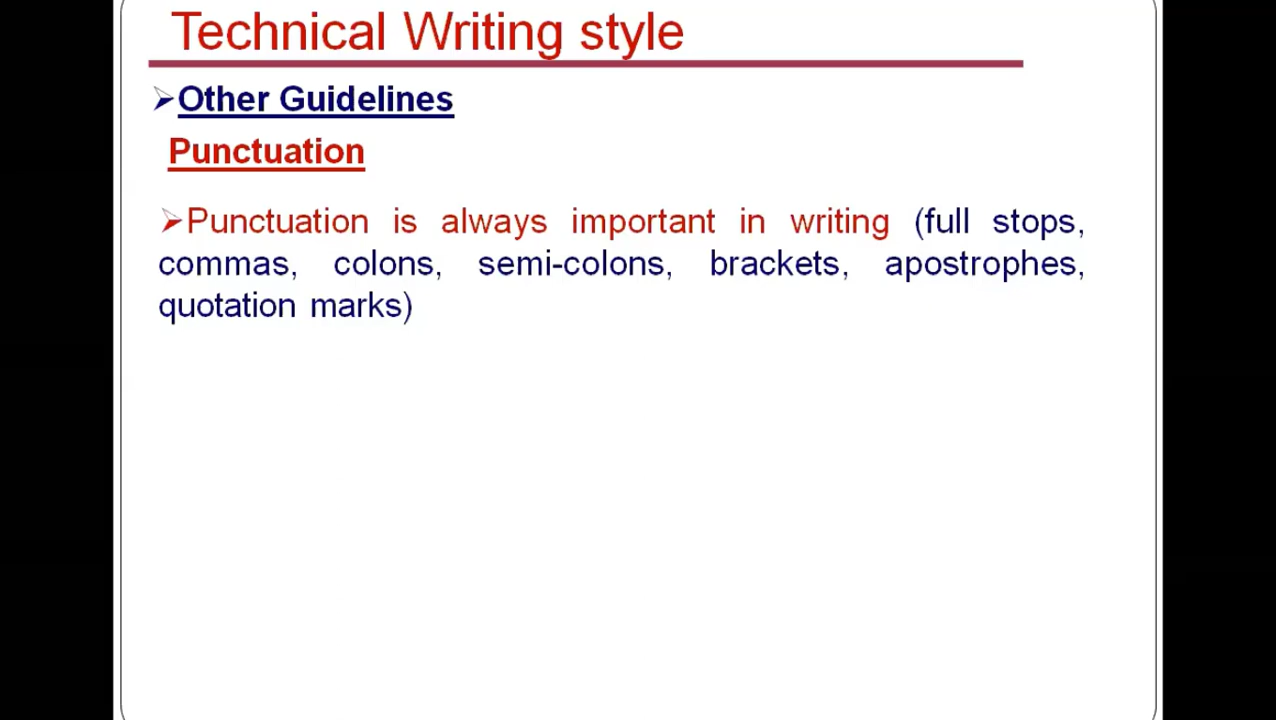 Technical Writing style
Other Guidelines
Punctuation
Punctuation is always important in writing (full stops,
commas, colons, semi-colons, brackets, apostrophes,
quotation marks)